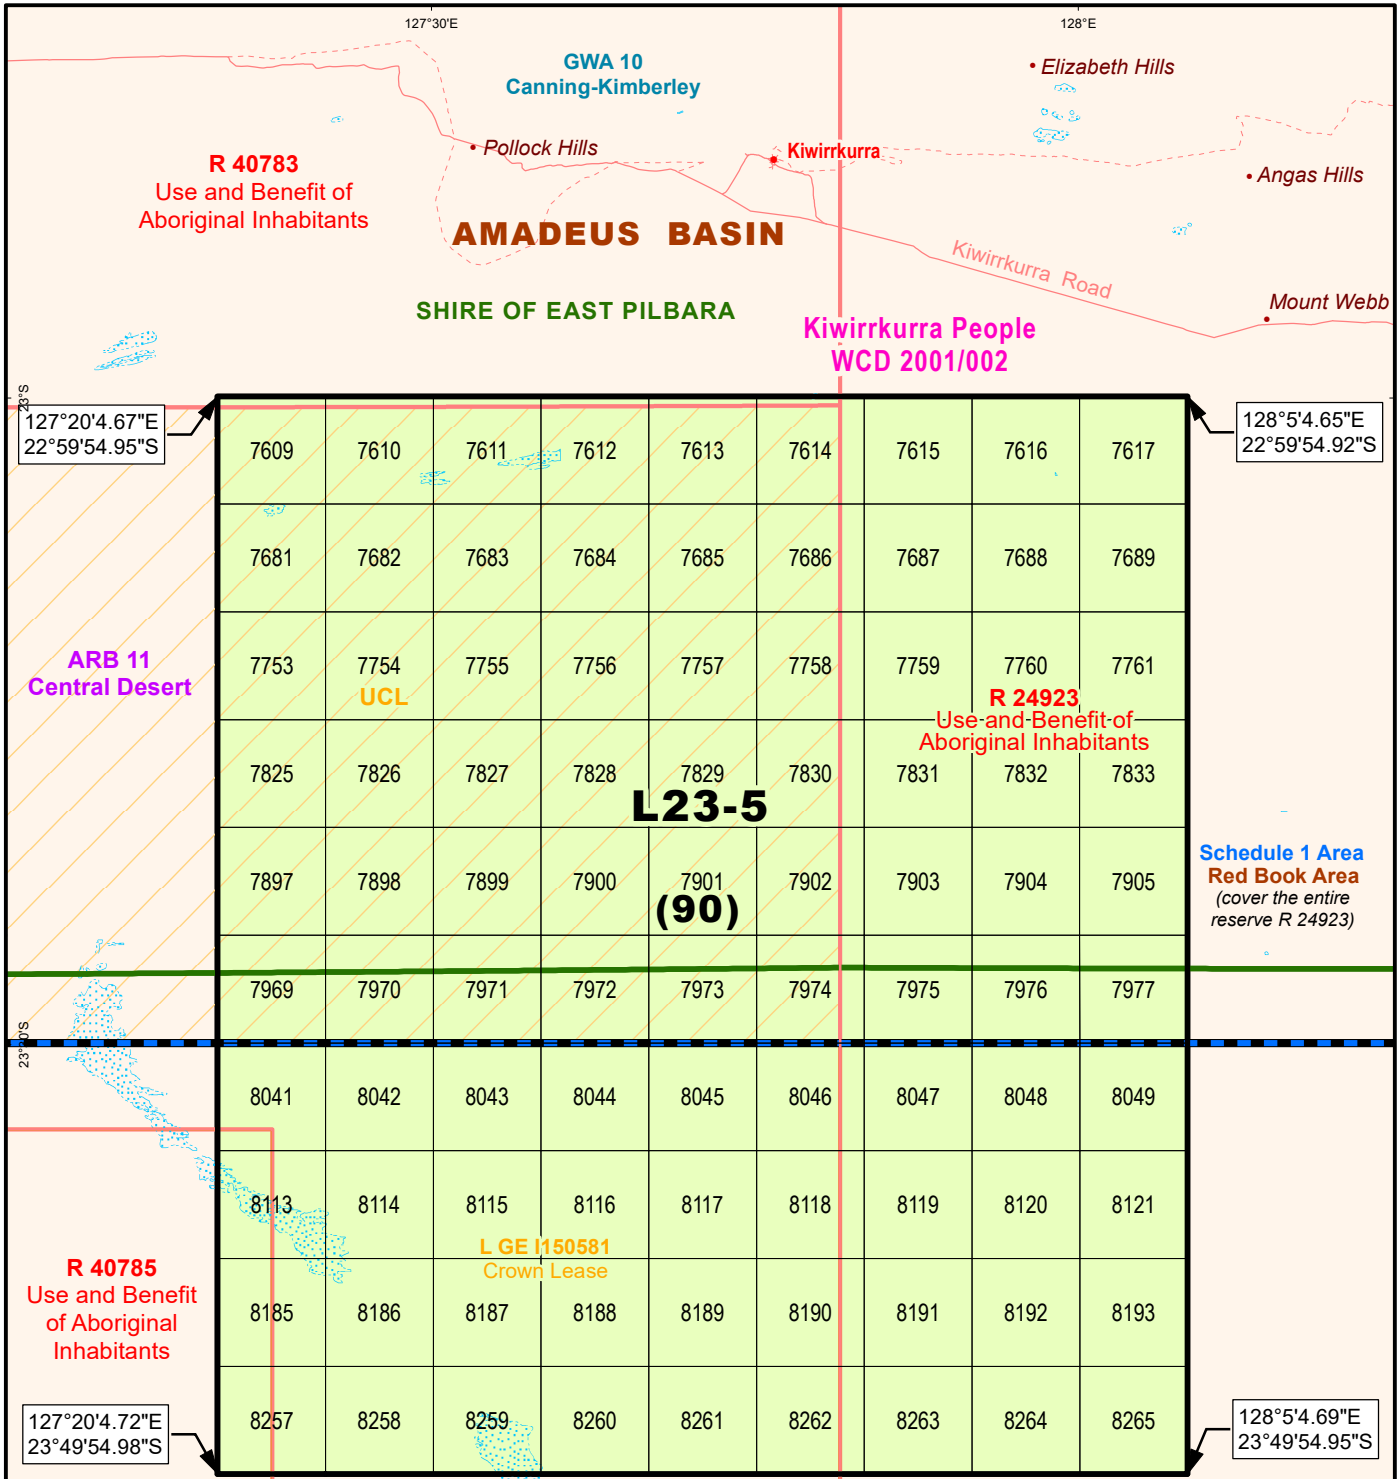 127°30'E
128°E
GWA 10
Canning-Kimberley
Elizabeth Hills
Pollock Hills
Kiwirrkurra
R 40783
Use and Benefit of
Aboriginal Inhabitants
Angas Hills
AMADEUS BASIN
Kiwirrkurra Road
SHIRE OF EAST PILBARA
Mount Webb
Kiwirrkurra People
WCD 2001/002
23°S
127°20'4.67"E
22°59'54.95"S
128°5'4.65"E
22°59'54.92"S
7609 7610 7611 7612 7613 7614 7615 7616 7617
7681 7682 7683 7684 7685 7686 7687 7688 7689
ARB 11
Central Desert
7753 7754 7755 7756 7757 7758 7759 7760 7761
UCL
R 24923
Use and Benefit of
Aboriginal Inhabitants
7825 7826 7827 7828 7829 7830 7831 7832 7833
L23-5
(90)
7897 7898 7899 7900 7901 7902 7903 7904 7905
Schedule 1 Area
Red Book Area
(cover the entire
reserve R 24923)
7969 7970 7971 7972 7973 7974 7975 7976 7977
8041 8042 8043 8044 8045 8046 8047 8048 8049
8113 8114 8115 8116 8117 8118 8119 8120 8121
L GE I150581
Crown Lease
R 40785
Use and Benefit
of Aboriginal
Inhabitants
8185 8186 8187 8188 8189 8190 8191 8192 8193
8257 8258 8259 8260 8261 8262 8263 8264 8265
127°20'4.72"E
23°49'54.98"S
128°5'4.69"E
23°49'54.95"S